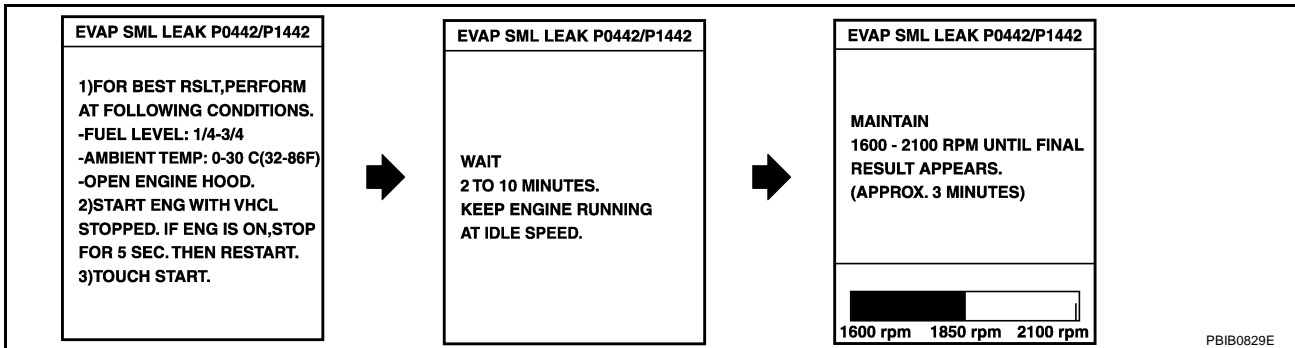 EVAP SML LEAK P0442/P1442
1)FOR BEST RSLT,PERFORM
AT FOLLOWING CONDITIONS.
-FUEL LEVEL: 1/4-3/4
-AMBIENT TEMP: 0-30 C(32-86F)
-OPEN ENGINE HOOD.
2)START ENG WITH VHCL
STOPPED. IF ENG IS ON,STOP
FOR 5 SEC. THEN RESTART.
3)TOUCH START.
EVAP SML LEAK P0442/P1442
WAIT
2 TO 10 MINUTES.
KEEP ENGINE RUNNING
AT IDLE SPEED.
EVAP SML LEAK P0442/P1442
MAINTAIN
1600 - 2100 RPM UNTIL FINAL
RESULT APPEARS.
(APPROX. 3 MINUTES)
1600 rpm 1850 rpm 2100 rpm
PBIB0829E